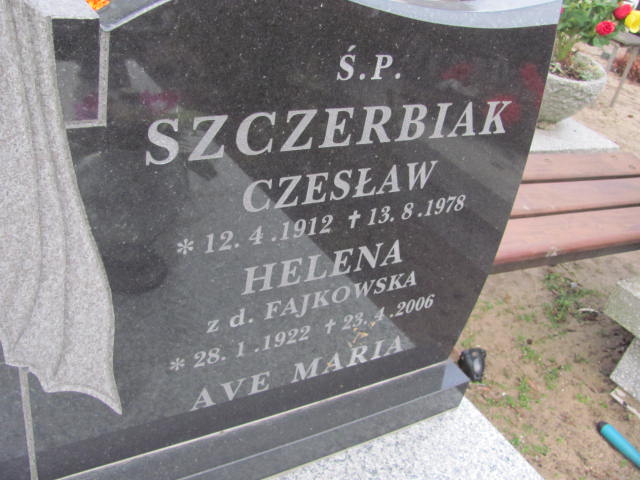 Ś.P.
SZCZERBIAK
CZESŁAW
* 12.4.1912 † 13.8.1978
HELENA
z d. FAJKOWSKA
* 28.1.1922 † 23.4.2006
AVE MARIA